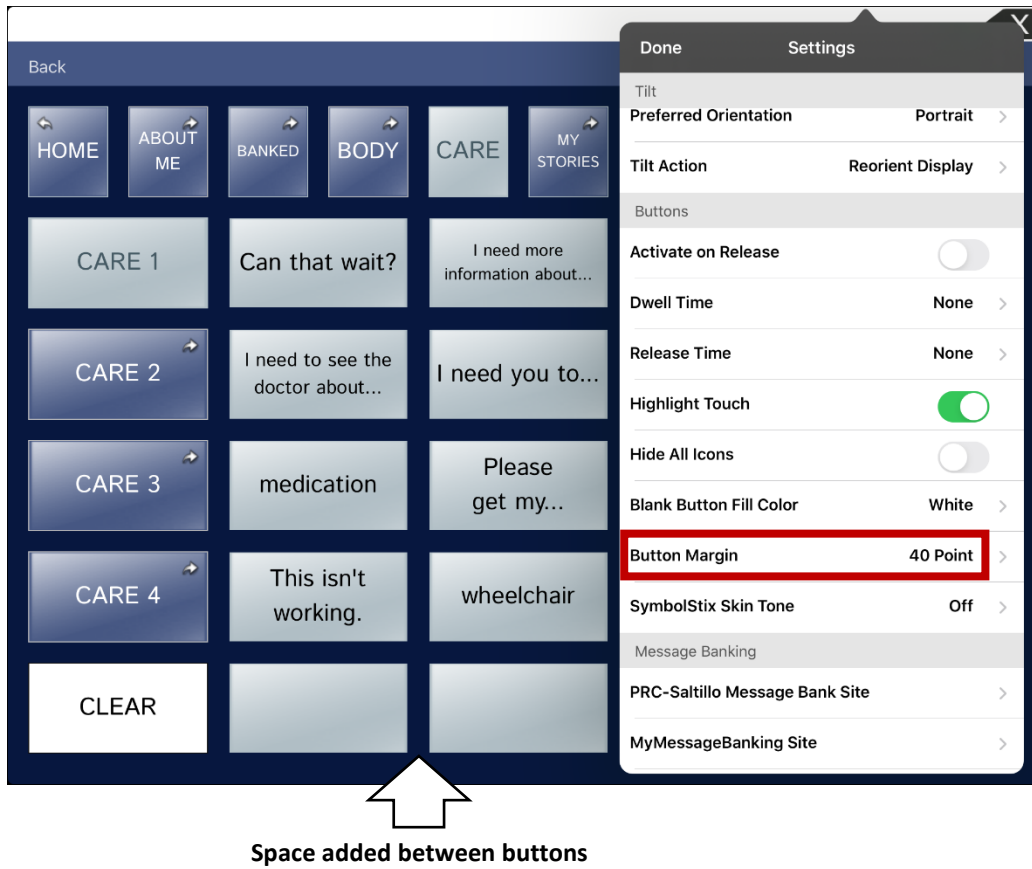 X
Done Settings
Back
Tilt
Preferred Orientation Portrait
Tilt Action Reorient Display
Buttons
Activate on Release
Dwell Time None
Release Time None
Highlight Touch
Hide All Icons
Blank Button Fill Color White
Button Margin 40 Point
SymbolStix Skin Tone Off
Message Banking
PRC-Saltillo Message Bank Site
MyMessageBanking Site
HOME
ABOUT
ME
BANKED
BODY
CARE
MY
STORIES
CARE 1
Can that wait?
I need more
information about...
CARE 2
I need to see the
doctor about...
I need you to...
CARE 3
medication
Please
get my...
CARE 4
This isn't
working.
wheelchair
CLEAR
Space added between buttons